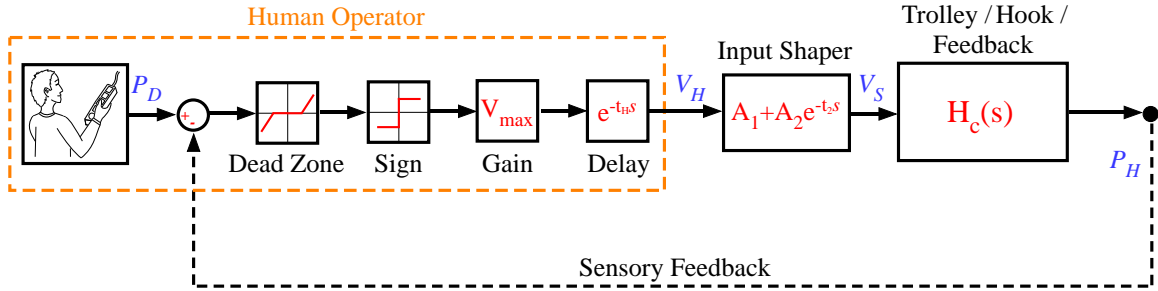 Human Operator
Trolley / Hook /
Feedback
Input Shaper
P_D
+
-
V_max
e^{-t_H s}
V_H
A_1+A_2e^{-t_2s}
V_S
H_c(s)
Dead Zone
Sign
Gain
Delay
P_H
Sensory Feedback